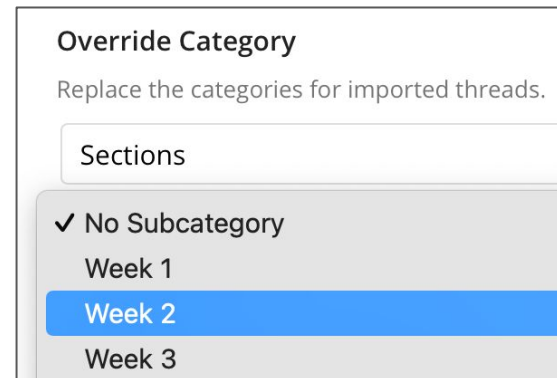 Override Category
Replace the categories for imported threads.
Sections
✓ No Subcategory
Week 1
Week 2
Week 3